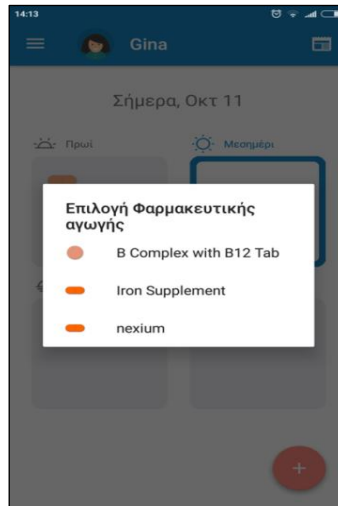 14:13
Gina
Σήμερα, Οκτ 11
Πρωί
Μεσημέρι
Επιλογή Φαρμακευτικής
αγωγής
B Complex with B12 Tab
Iron Supplement
nexium